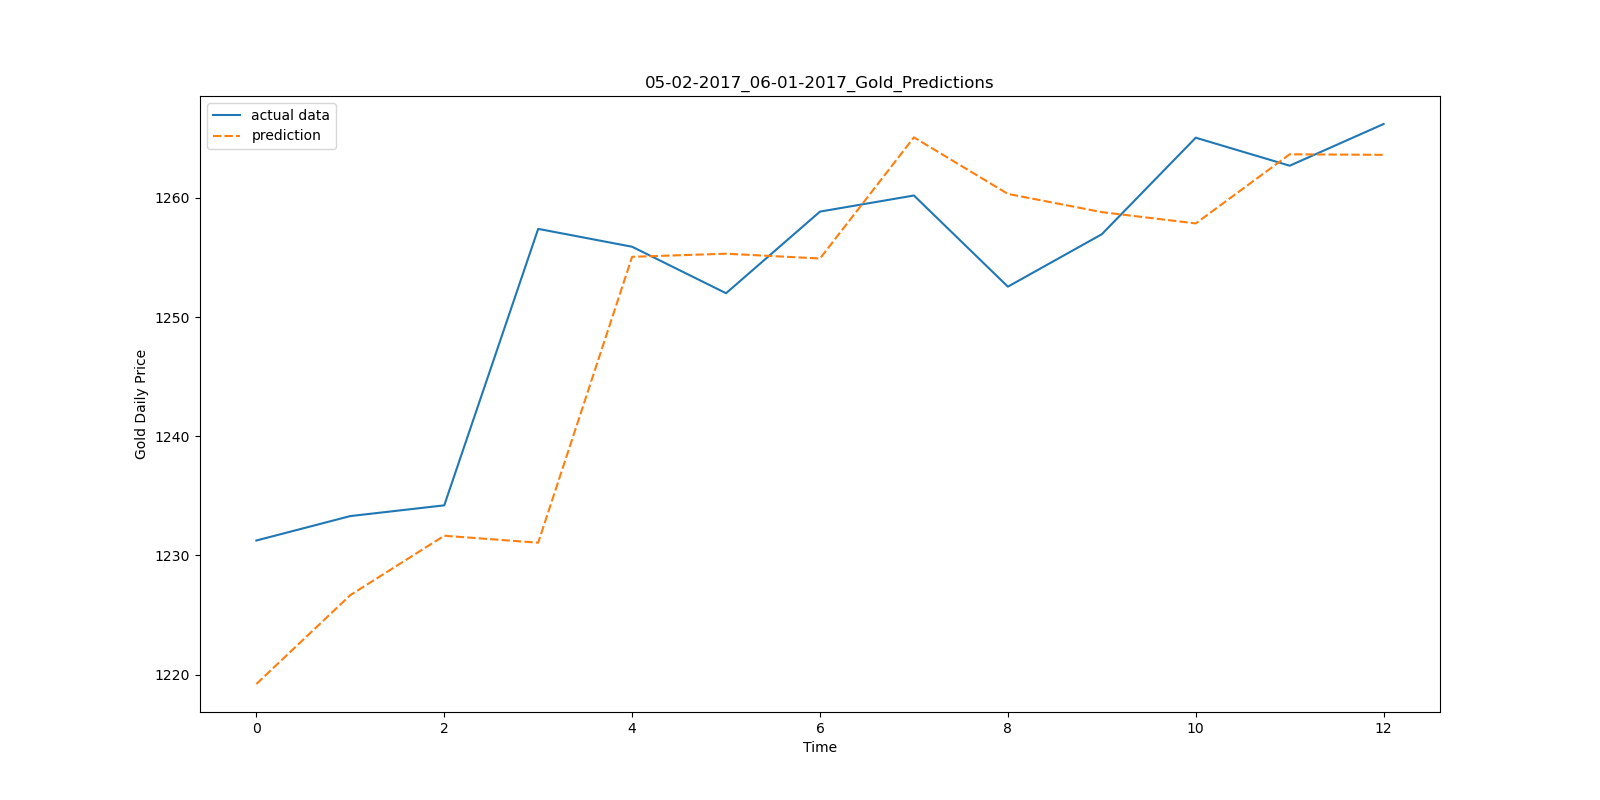 05-02-2017_06-01-2017_Gold_Predictions
actual data
prediction
Gold Daily Price
1260
1250
1240
1230
1220
0 2 4 6 8 10 12
Time